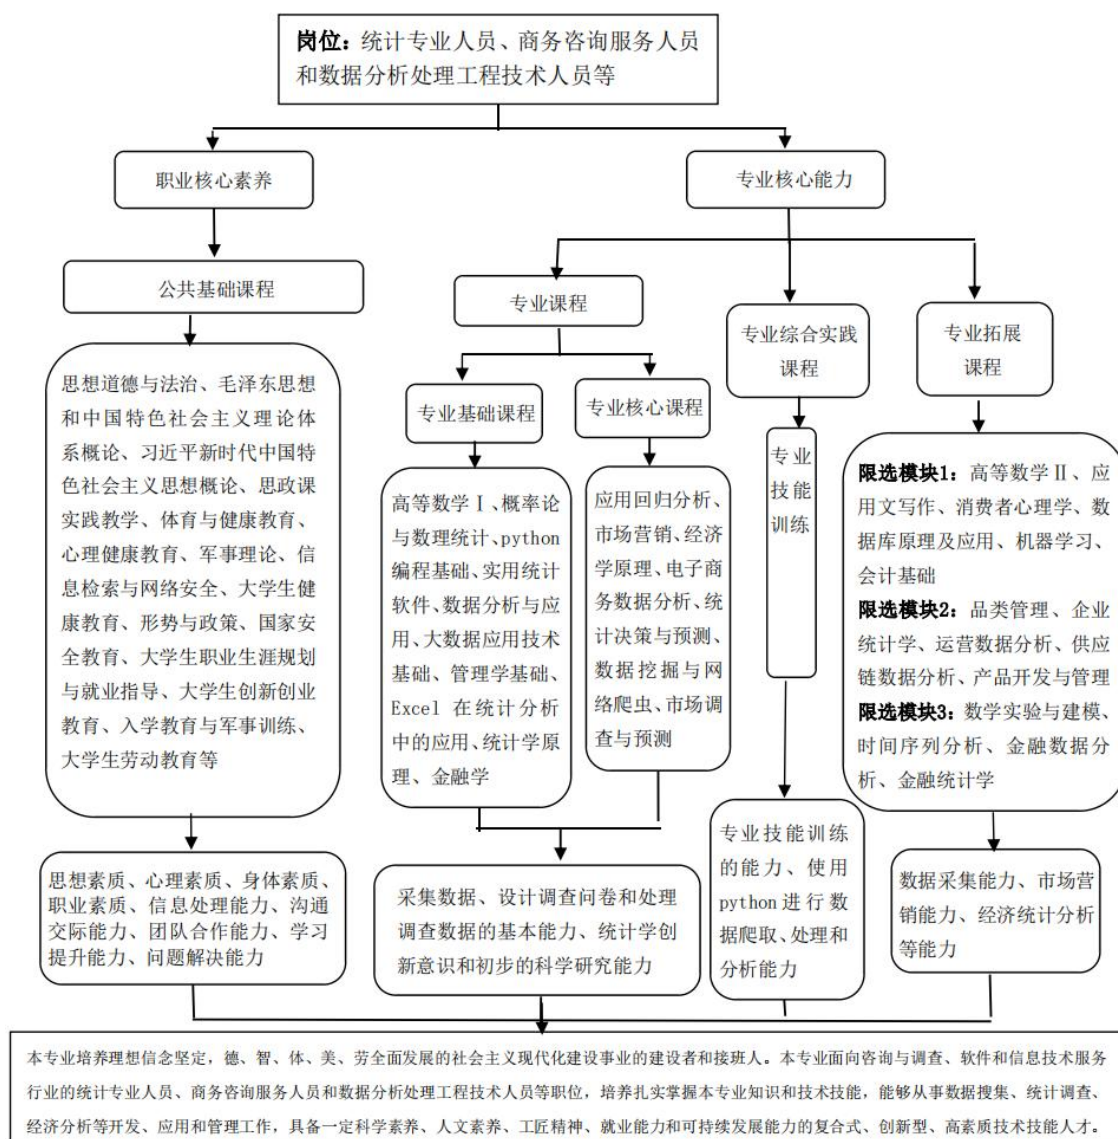 岗位：统计专业人员、商务咨询服务人员
和数据分析处理工程技术人员等
职业核心素养
专业核心能力
公共基础课程
专业课程
专业综合实践
课程
专业拓展
课程
专业基础课程
专业核心课程
思想道德与法治、毛泽东思想
和中国特色社会主义理论体
系概论、习近平新时代中国特
色社会主义思想概论、思政课
实践教学、体育与健康教育、
心理健康教育、军事理论、信
息检索与网络安全、大学生健
康教育、形势与政策、国家安
全教育、大学生职业生涯规划
与就业指导、大学生创新创业
教育、入学教育与军事训练、
大学生劳动教育等
高等数学Ⅰ、概率论
与数理统计、python
编程基础、实用统计
软件、数据分析与应
用、大数据应用技术
基础、管理学基础、
Excel 在统计分析
中的应用、统计学原
理、金融学
应用回归分析、
市场营销、经济
学原理、电子商
务数据分析、统
计决策与预测、
数据挖掘与网
络爬虫、市场调
查与预测
专业
技能
训练
限选模块1：高等数学Ⅱ、应
用文写作、消费者心理学、数
据库原理及应用、机器学习、
会计基础
限选模块2：品类管理、企业
统计学、运营数据分析、供应
链数据分析、产品开发与管理
限选模块3：数学实验与建模、
时间序列分析、金融数据分
析、金融统计学
思想素质、心理素质、身体素质、
职业素质、信息处理能力、沟通
交际能力、团队合作能力、学习
提升能力、问题解决能力
采集数据、设计调查问卷和处理
调查数据的基本能力、统计学创
新意识和初步的科学研究能力
专业技能训练
的能力、使用
python 进行数
据爬取、处理和
分析能力
数据采集能力、市场营
销能力、经济统计分析
等能力
本专业培养理想信念坚定，德、智、体、美、劳全面发展的社会主义现代化建设事业的建设者和接班人。本专业面向咨询与调查、软件和信息技术服务
行业的统计专业人员、商务咨询服务人员和数据分析处理工程技术人员等职位，培养扎实掌握本专业知识和技术技能，能够从事数据搜集、统计调查、
经济分析等开发、应用和管理工作，具备一定科学素养、人文素养、工匠精神、就业能力和可持续发展能力的复合式、创新型、高素质技术技能人才。